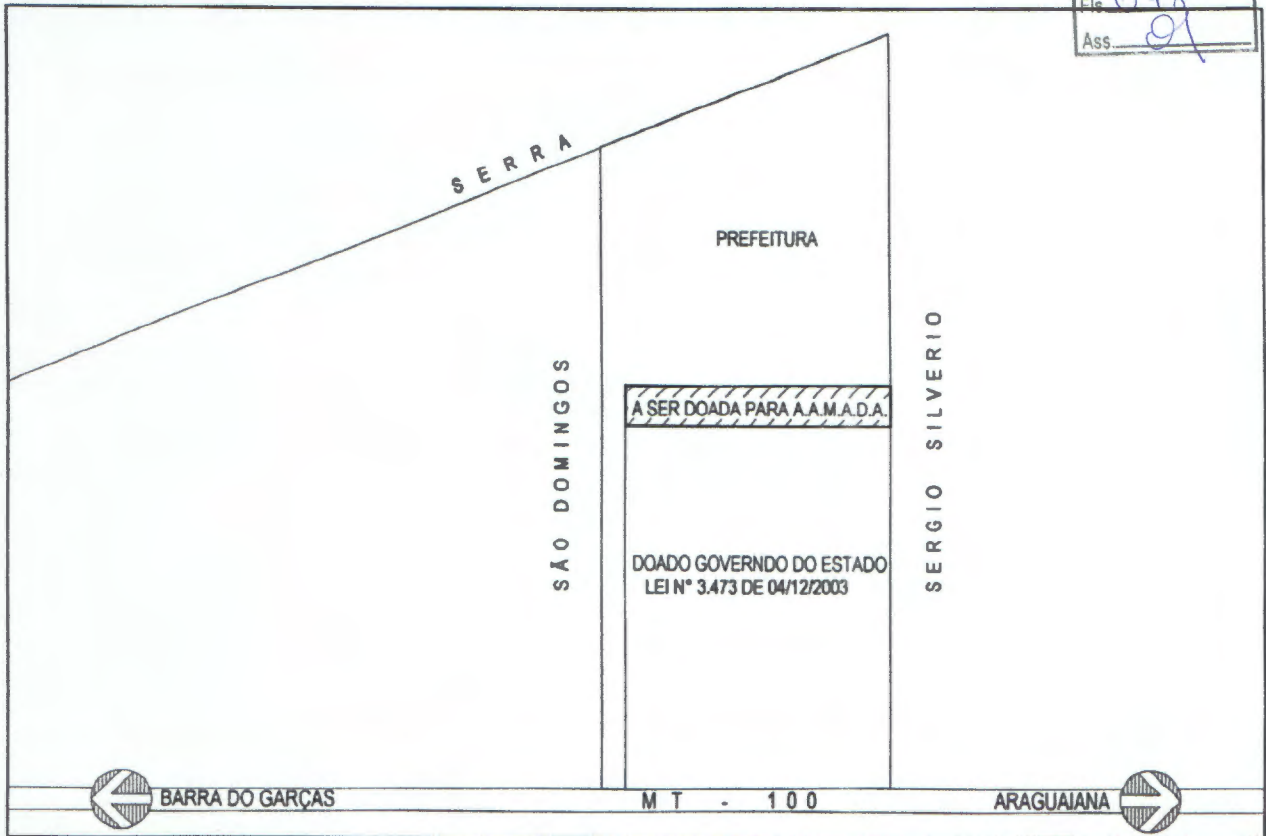 Fls
Ass.
SERRA
PREFEITURA
SÃO DOMINGOS
A SER DOADA PARA A.A.M.A.D.A.
SERGIO SILVERIO
DOADO GOVERNDO DO ESTADO
LEI N° 3.473 DE 04/12/2003
BARRA DO GARÇAS
MT - 100
ARAGUAIANA